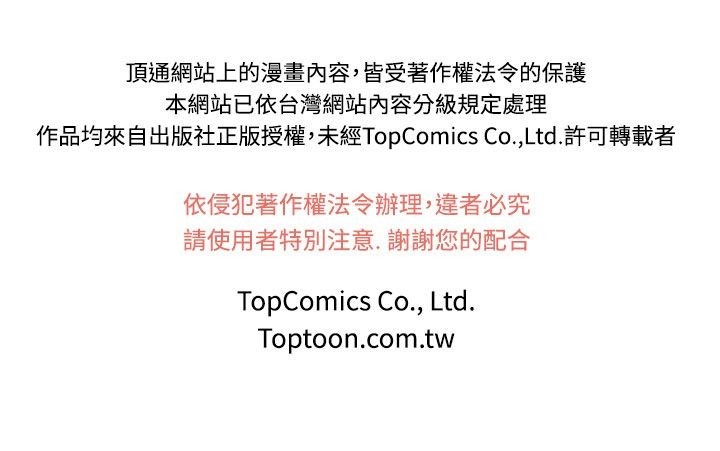 頂通網站上的漫畫內容，皆受著作權法令的保護
本網站已依台灣網站內容分級規定處理
作品均來自出版社正版授權，未經TopComics Co.,Ltd.許可轉載者
依侵犯著作權法令辦理，違者必究
請使用者特別注意. 謝謝您的配合
TopComics Co., Ltd.
Toptoon.com.tw